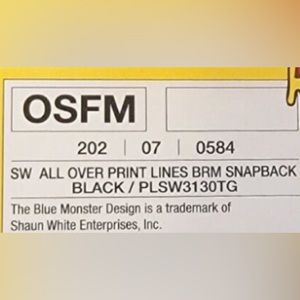 OSFM
202 | 07 | 0584
SW ALL OVER PRINT LINES BRM SNAPBACK
BLACK / PLSW3130TG
The Blue Monster Design is a trademark of
Shaun White Enterprises, Inc.